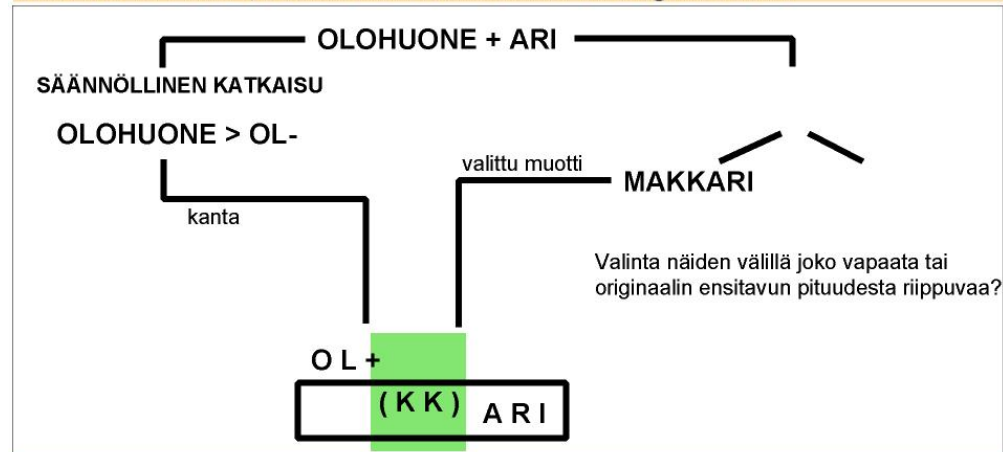 OLOHUONE + ARI
SÄÄNNÖLLINEN KATKAISU
OLOHUONE > OL-
valittu muotti
MAKKARI
kanta
Valinta näiden välillä joko vapaata tai
originaalin ensitavun pituudesta riippuvaa?
O L +
( K K ) A R I